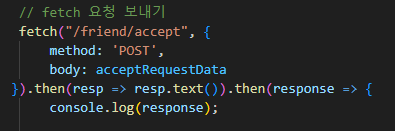 // fetch 요청 보내기
fetch("/friend/accept", {
method: 'POST',
body: acceptRequestData
}).then(resp => resp.text()).then(response => {
console.log(response);